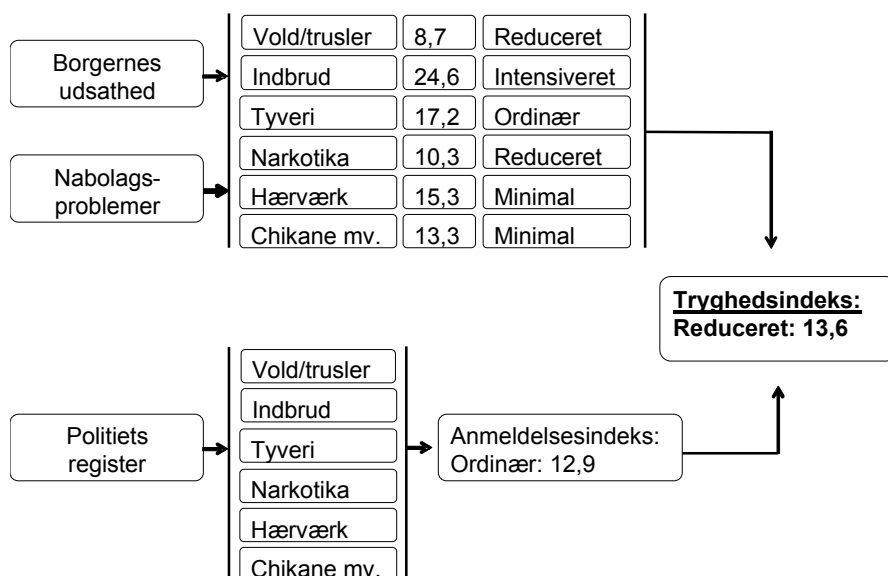 Borgernes
udsathed
Nabolags-
problemer
Vold/trusler 8,7 Reduceret
Indbrud 24,6 Intensiveret
Tyveri 17,2 Ordinær
Narkotika 10,3 Reduceret
Hærværk 15,3 Minimal
Chikane mv. 13,3 Minimal
Tryghedsindeks:
Reduceret: 13,6
Politiets
register
Vold/trusler
Indbrud
Tyveri
Narkotika
Hærværk
Chikane mv.
Anmeldelsesindeks:
Ordinær: 12,9